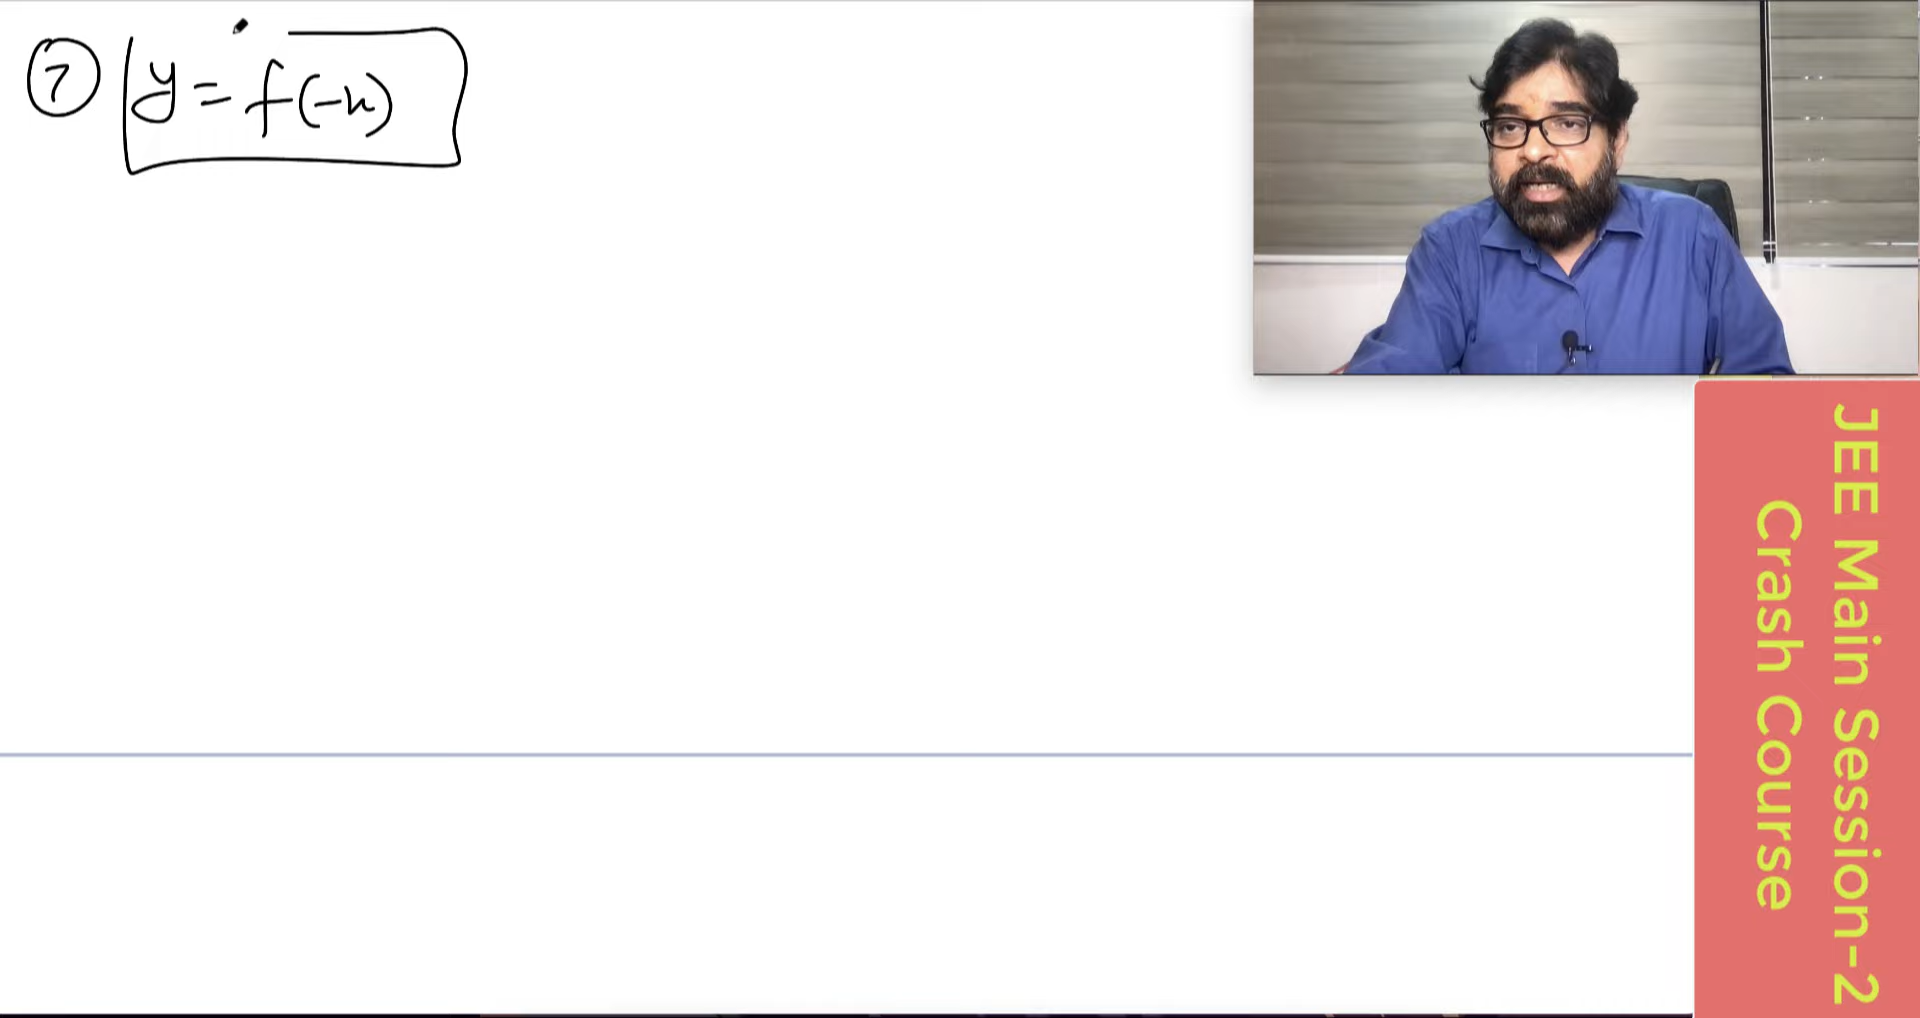 ⑦ y = f(-x)
JEE Main Session-2
Crash Course